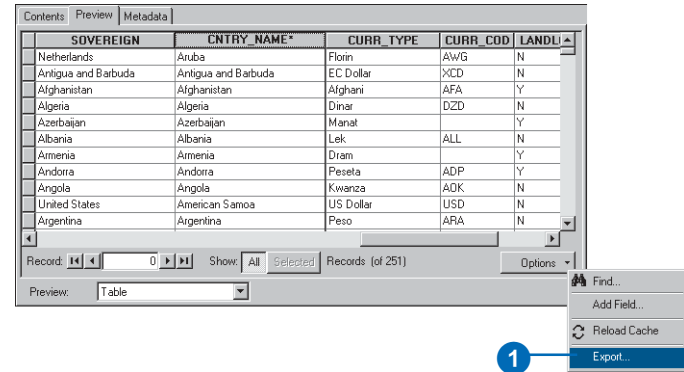 Contents Preview Metadata
SOVEREIGN CNTRY_NAME* CURR_TYPE CURR_COD LANDL
Netherlands Aruba Florin AWG N
Antigua and Barbuda Antigua and Barbuda EC Dollar XCD N
Afghanistan Afghanistan Afghani AFA Y
Algeria Algeria Dinar DZD N
Azerbaijan Azerbaijan Manat Y
Albania Albania Lek ALL N
Armenia Armenia Dram Y
Andorra Andorra Peseta ADP Y
Angola Angola Kwanza AOK N
United States American Samoa US Dollar USD N
Argentina Argentina Peso ARA N
Record: 0 Show: All Selected Records (of 251) Options
Preview: Table
Find...
Add Field...
Reload Cache
1 Export...